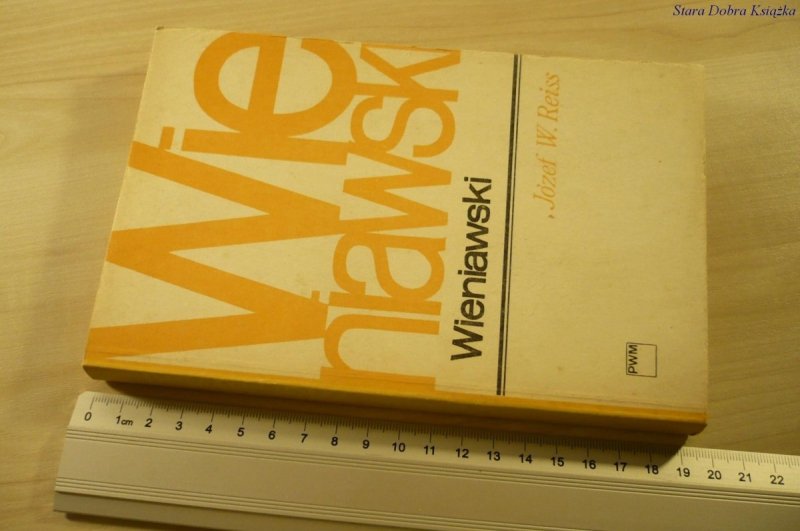 Stara Dobra Książka
Józef W. Reiss
Wie
niawski
Wieniawski
PWM
0 1cm 2 3 4 5 6 7 8 9 10 11 12 13 14 15 16 17 18 19 20 21 22